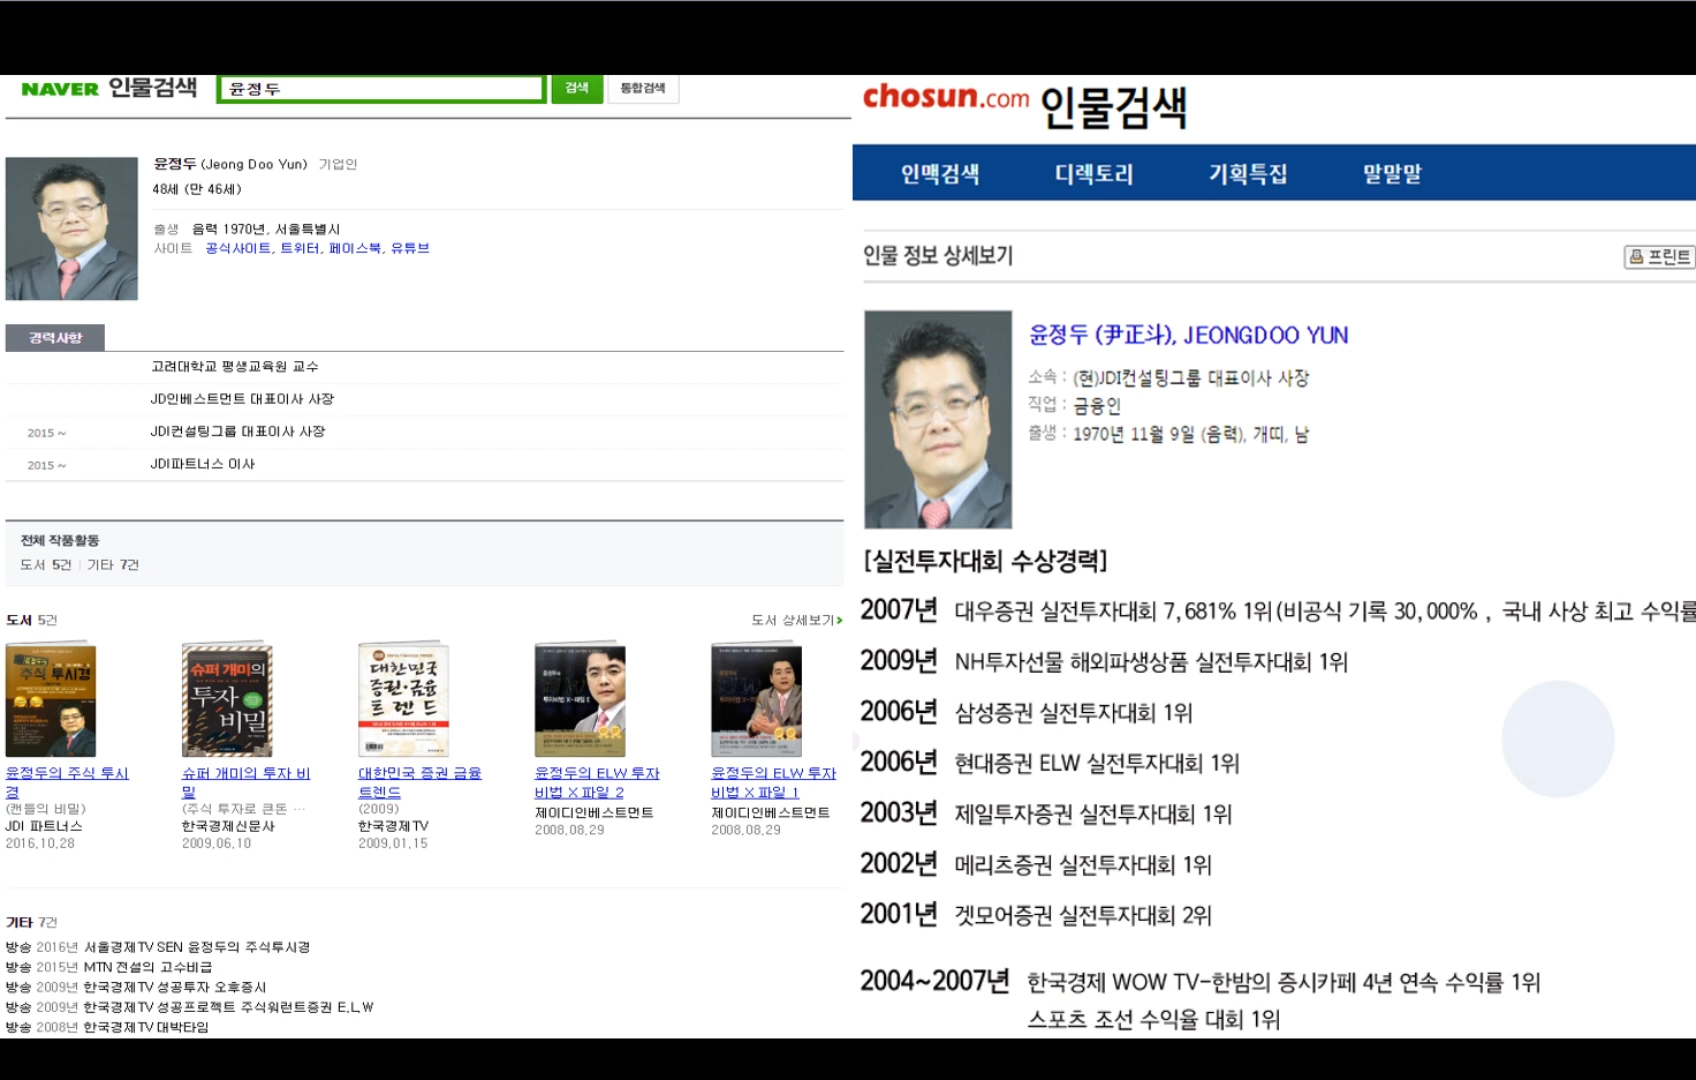 NAVER 인물검색
윤정두
검색
통합검색
윤정두 (Jeong Doo Yun) 기업인
48세 (만 46세)
출생 음력 1970년, 서울특별시
사이트 공식사이트, 트위터, 페이스북, 유튜브
경력사항
고려대학교 평생교육원 교수
JD인베스트먼트 대표이사 사장
2015 ~ JDI컨설팅그룹 대표이사 사장
2015 ~ JDI파트너스 이사
전체 작품활동
도서 5건 | 기타 7건
도서 5건
도서 상세보기
주식 투시경
슈퍼 개미의
투자
비밀
대한민국
증권·금융
트렌드
윤정두의 주식 투시
경
(캔들의 비밀)
JDI 파트너스
2016.10.28
슈퍼 개미의 투자 비
밀
(주식 투자로 큰돈 ···
한국경제신문사
2009.06.10
대한민국 증권 금융
트렌드
(2009)
한국경제TV
2009.01.15
윤정두의 ELW 투자
비법 X 파일 2
제이디인베스트먼트
2008.08.29
윤정두의 ELW 투자
비법 X 파일 1
제이디인베스트먼트
2008.08.29
기타 7건
방송 2016년 서울경제TV SEN 윤정두의 주식투시경
방송 2015년 MTN 전설의 고수비급
방송 2009년 한국경제TV 성공투자 오후증시
방송 2009년 한국경제TV 성공프로젝트 주식워런트증권 E.L.W
방송 2008년 한국경제TV 대박타임
chosun.com 인물검색
인맥검색 디렉토리 기획특집 말말말
인물 정보 상세보기
프린트
윤정두 (尹正斗), JEONGDOO YUN
소속 : (현)JDI컨설팅그룹 대표이사 사장
직업 : 금융인
출생 : 1970년 11월 9일 (음력), 개띠, 남
[실전투자대회 수상경력]
2007년 대우증권 실전투자대회 7,681% 1위(비공식 기록 30,000% , 국내 사상 최고 수익률
2009년 NH투자선물 해외파생상품 실전투자대회 1위
2006년 삼성증권 실전투자대회 1위
2006년 현대증권 ELW 실전투자대회 1위
2003년 제일투자증권 실전투자대회 1위
2002년 메리츠증권 실전투자대회 1위
2001년 겟모어증권 실전투자대회 2위
2004~2007년 한국경제 WOW TV-한밤의 증시카페 4년 연속 수익률 1위
스포츠 조선 수익율 대회 1위